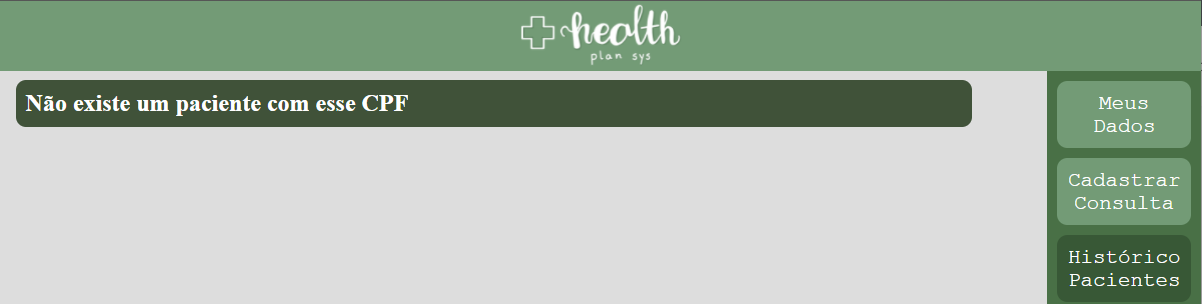 health
plan sys
Não existe um paciente com esse CPF
Meus
Dados
Cadastrar
Consulta
Histórico
Pacientes